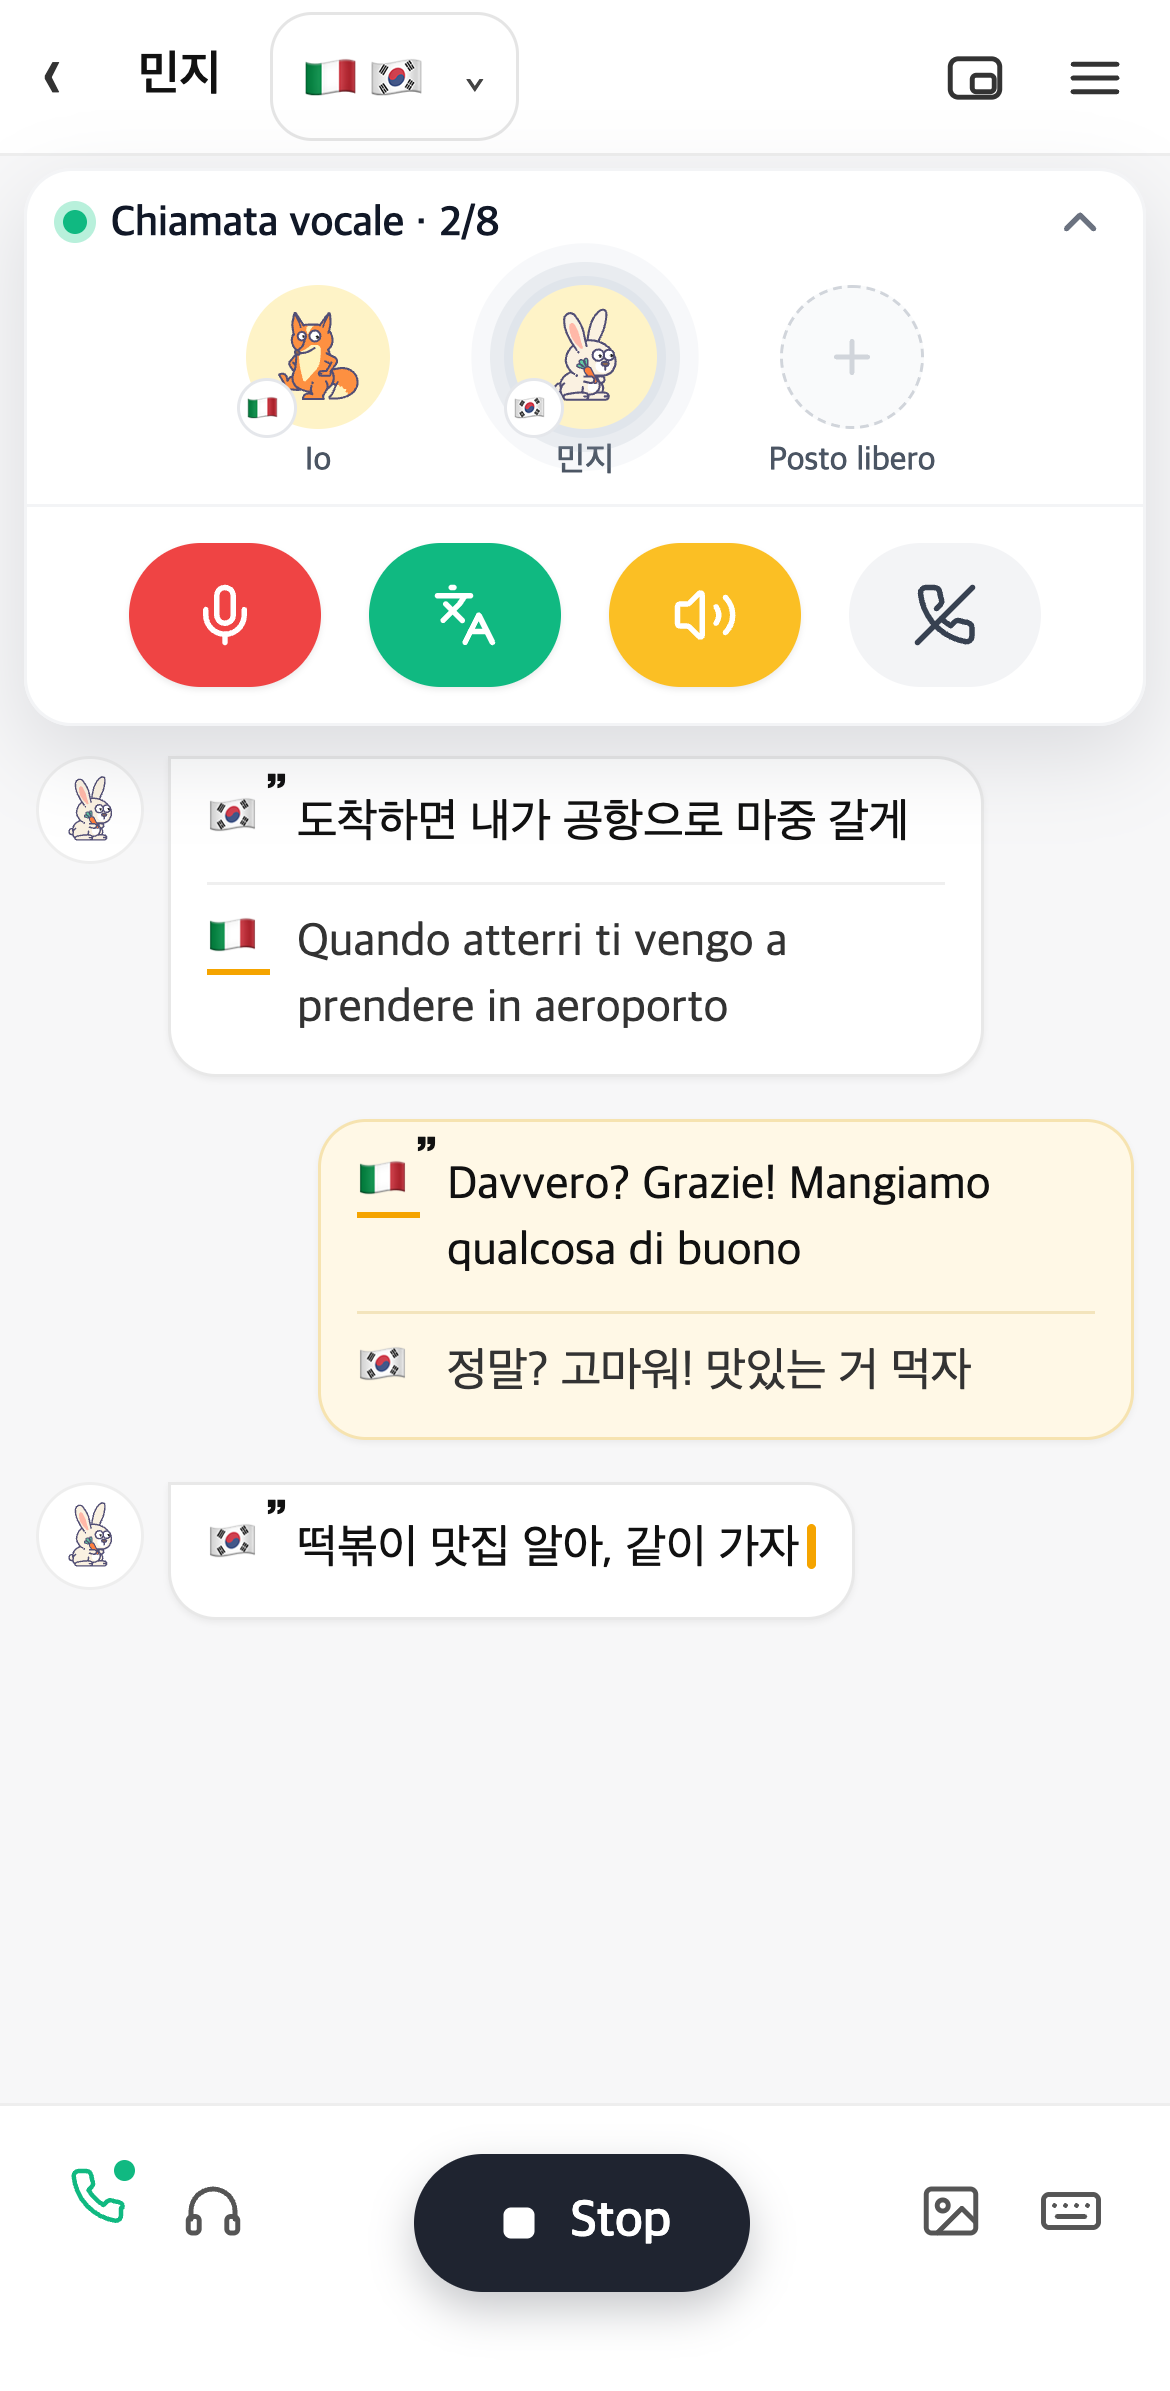 민지
Chiamata vocale · 2/8
Io
민지
Posto libero
도착하면 내가 공항으로 마중 갈게
Quando atterri ti vengo a
prendere in aeroporto
Davvero? Grazie! Mangiamo
qualcosa di buono
정말? 고마워! 맛있는 거 먹자
떡볶이 맛집 알아, 같이 가자
Stop